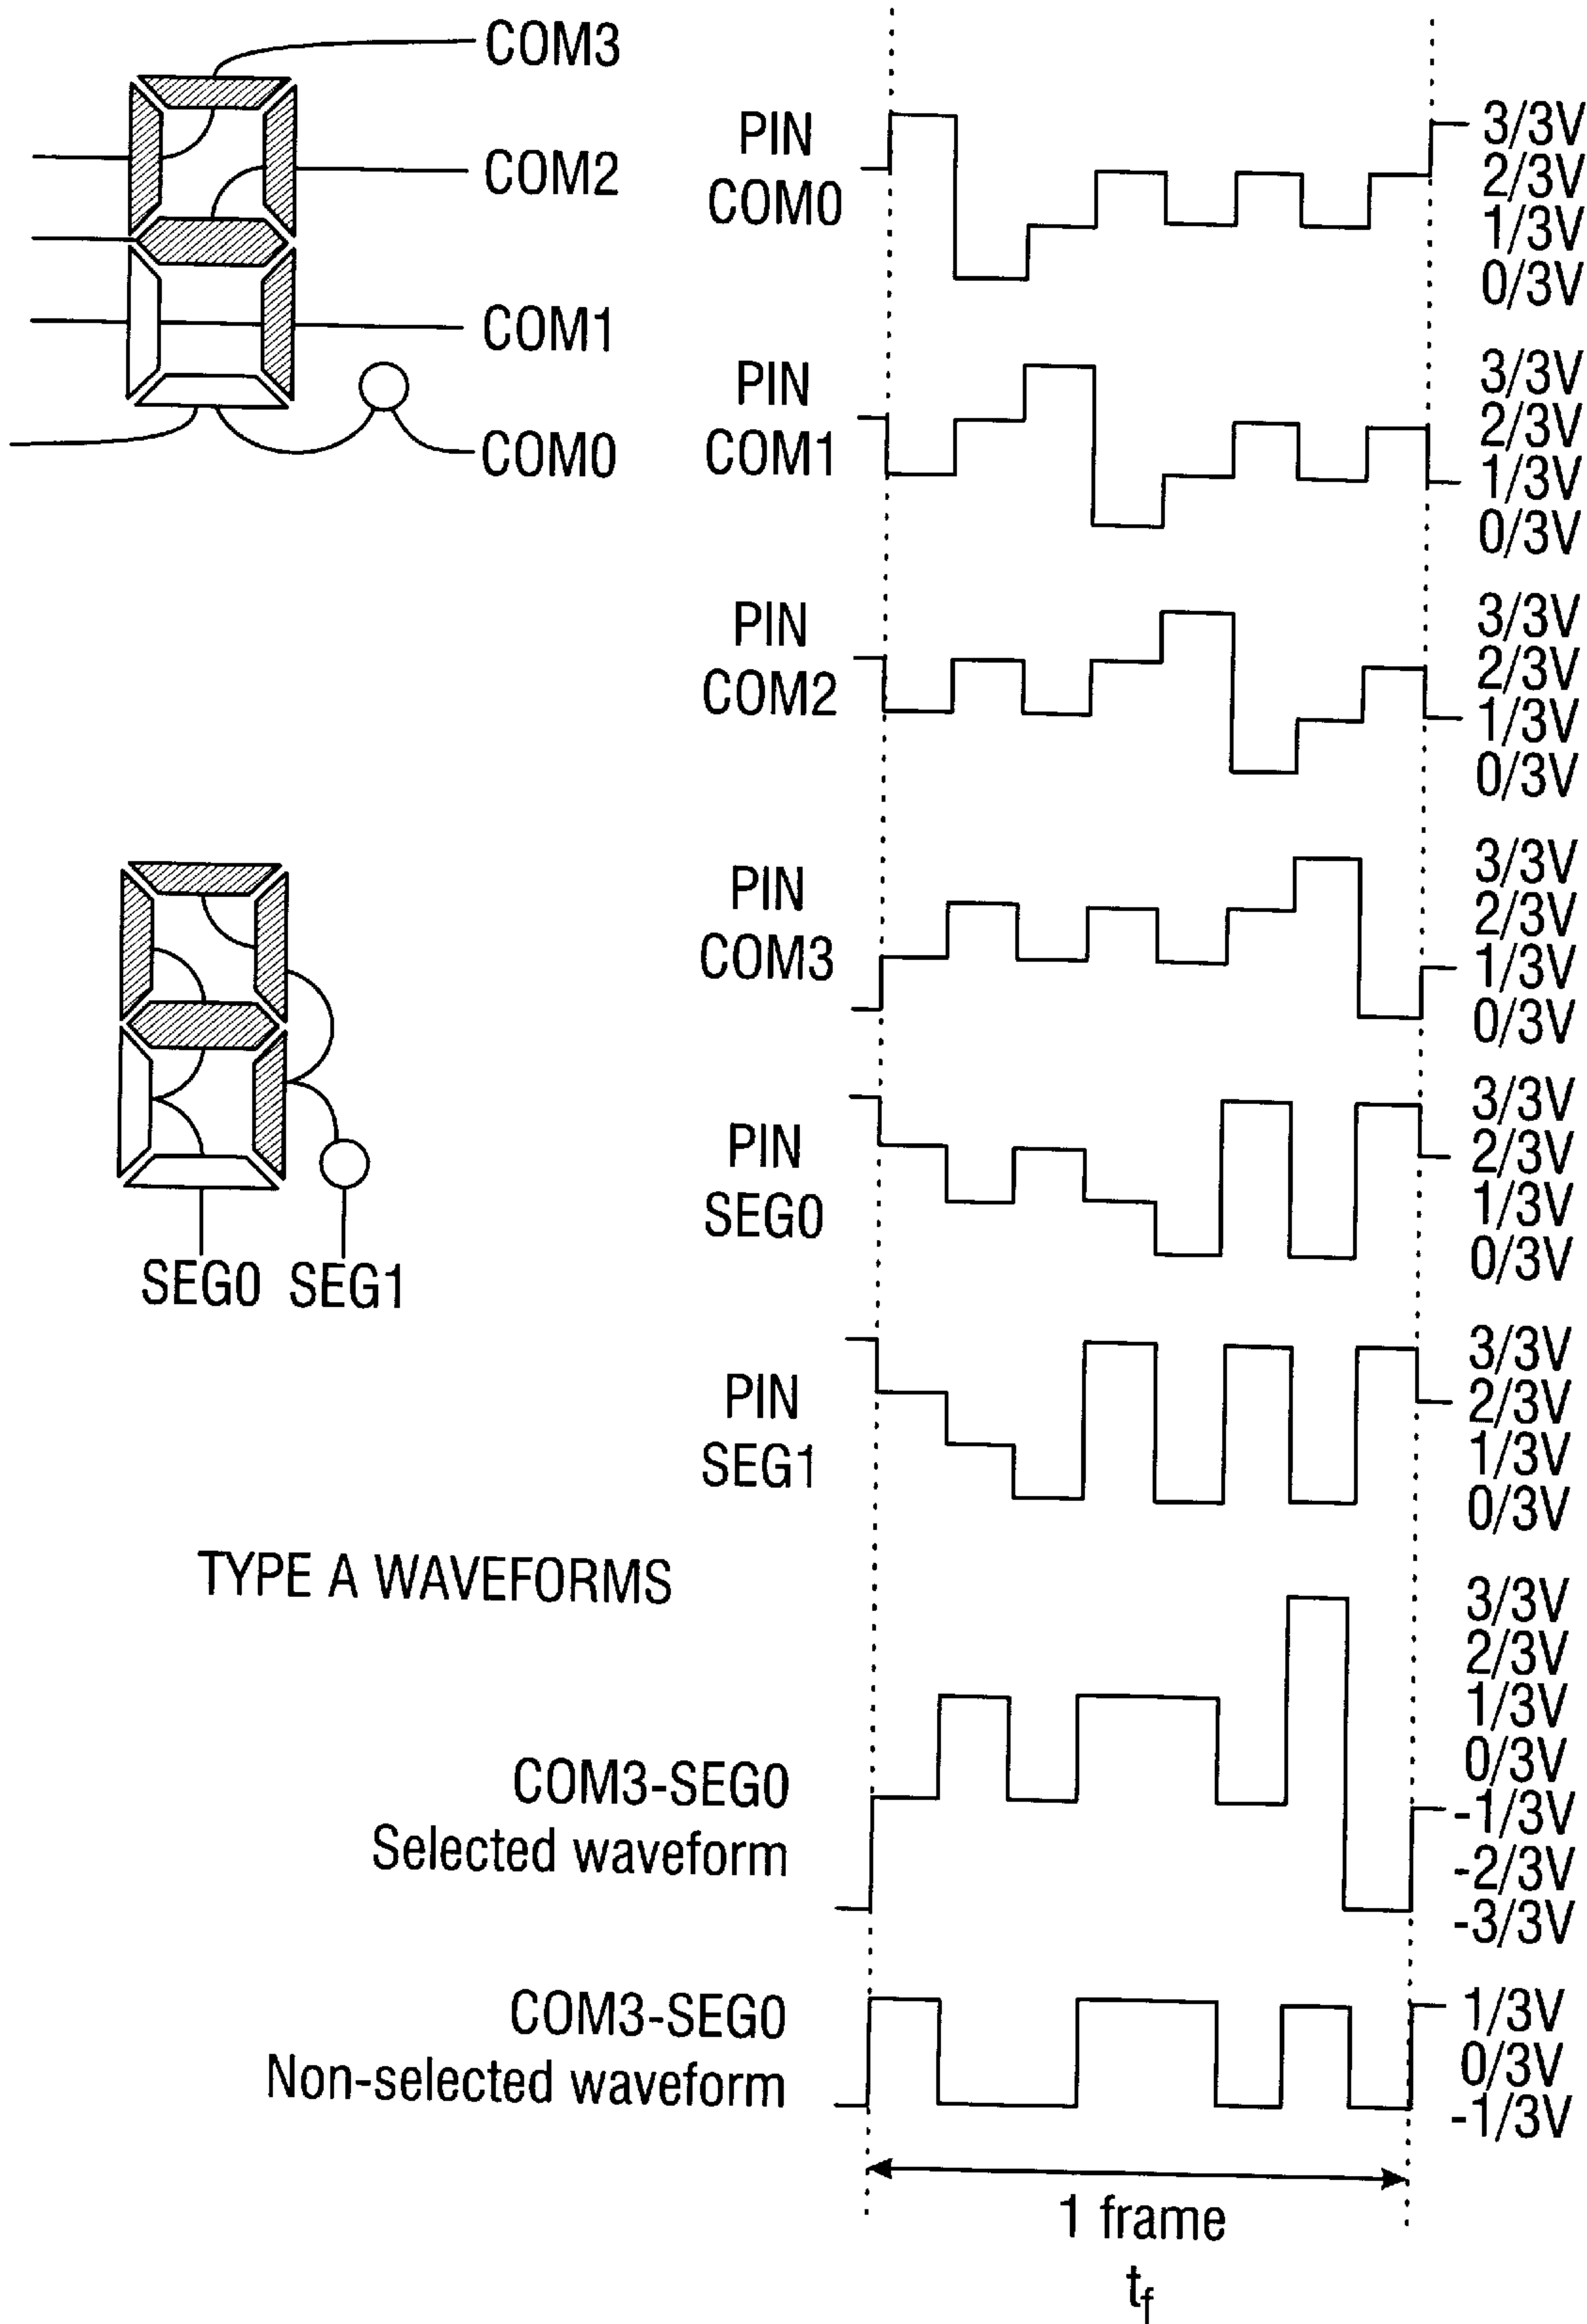 COM3
COM2
COM1
COM0
PIN
COM0
3/3V
2/3V
1/3V
0/3V
PIN
COM1
3/3V
2/3V
1/3V
0/3V
PIN
COM2
3/3V
2/3V
1/3V
0/3V
PIN
COM3
3/3V
2/3V
1/3V
0/3V
SEG0 SEG1
PIN
SEG0
3/3V
2/3V
1/3V
0/3V
PIN
SEG1
3/3V
2/3V
1/3V
0/3V
TYPE A WAVEFORMS
COM3-SEG0
Selected waveform
3/3V
2/3V
1/3V
0/3V
-1/3V
-2/3V
-3/3V
COM3-SEG0
Non-selected waveform
1/3V
0/3V
-1/3V
1 frame
tf